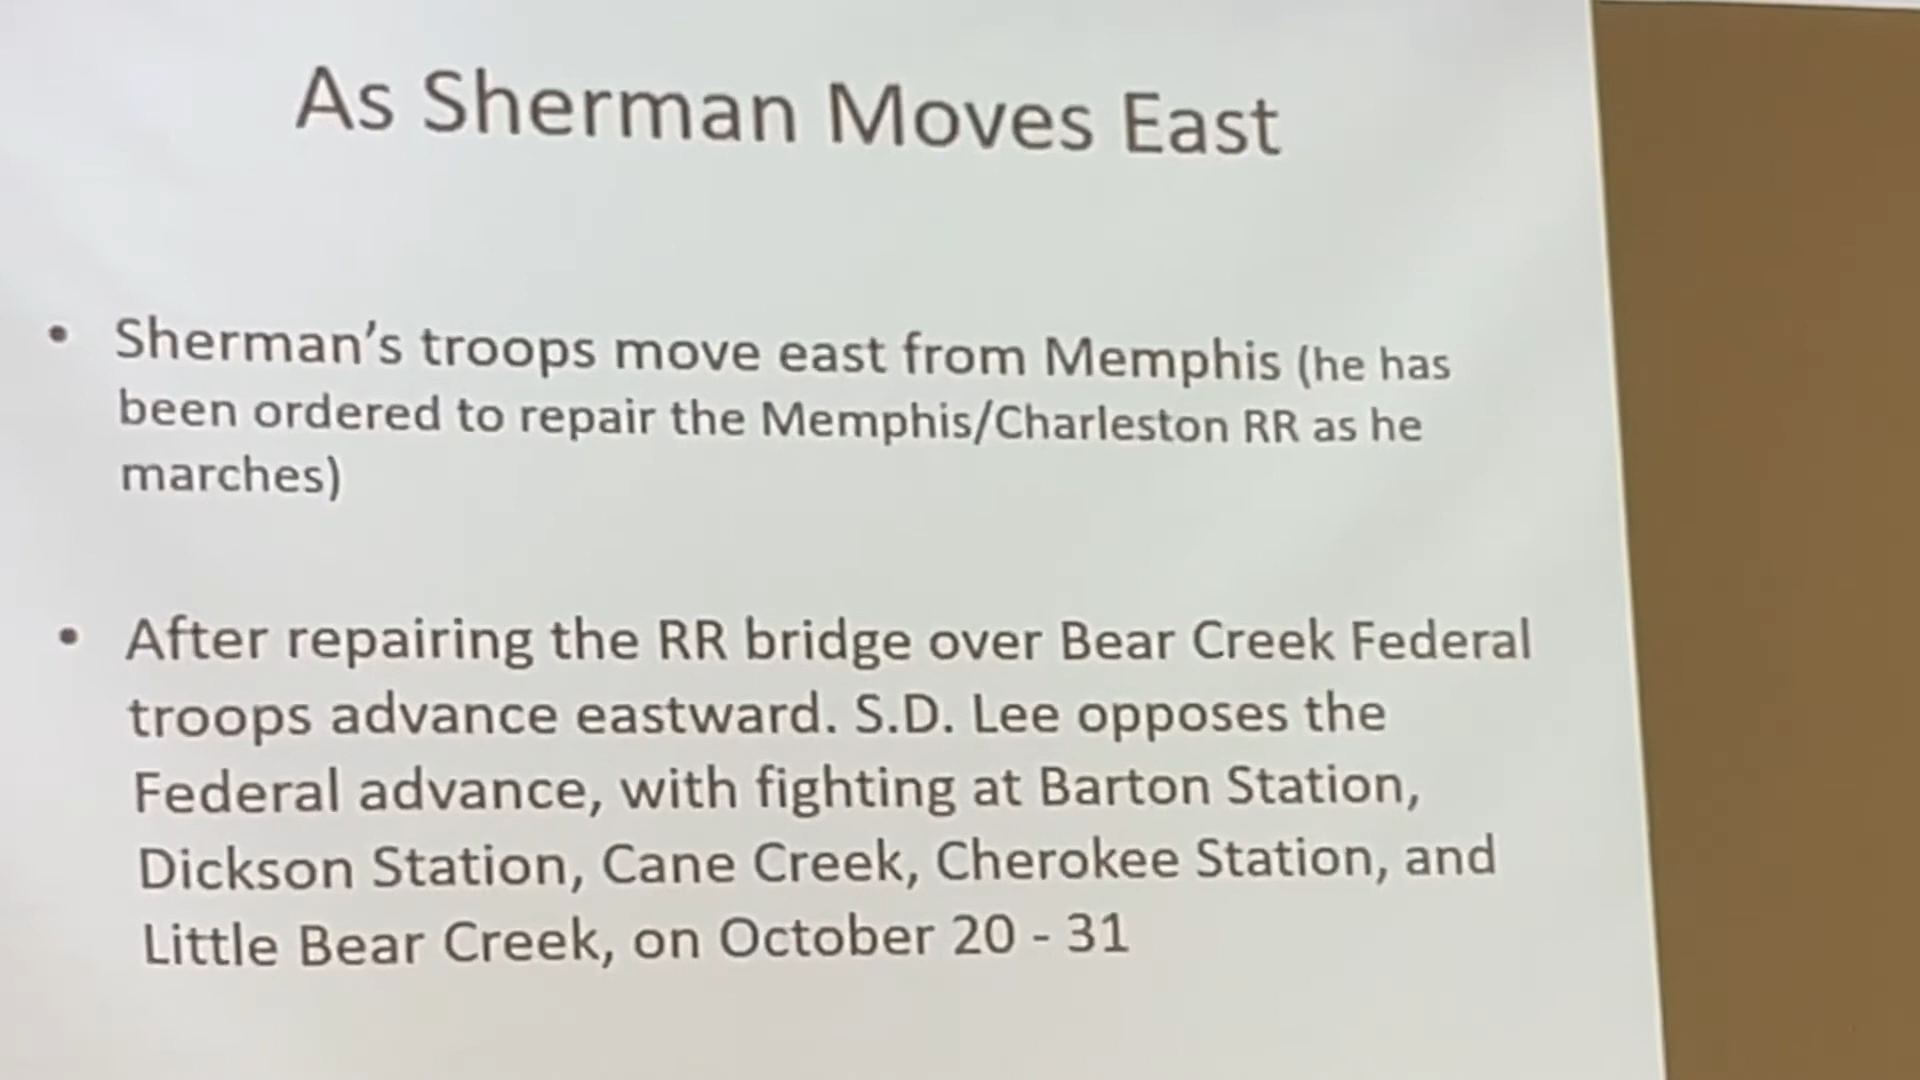 As Sherman Moves East
• Sherman’s troops move east from Memphis (he has
been ordered to repair the Memphis/Charleston RR as he
marches)
• After repairing the RR bridge over Bear Creek Federal
troops advance eastward. S.D. Lee opposes the
Federal advance, with fighting at Barton Station,
Dickson Station, Cane Creek, Cherokee Station, and
Little Bear Creek, on October 20 - 31